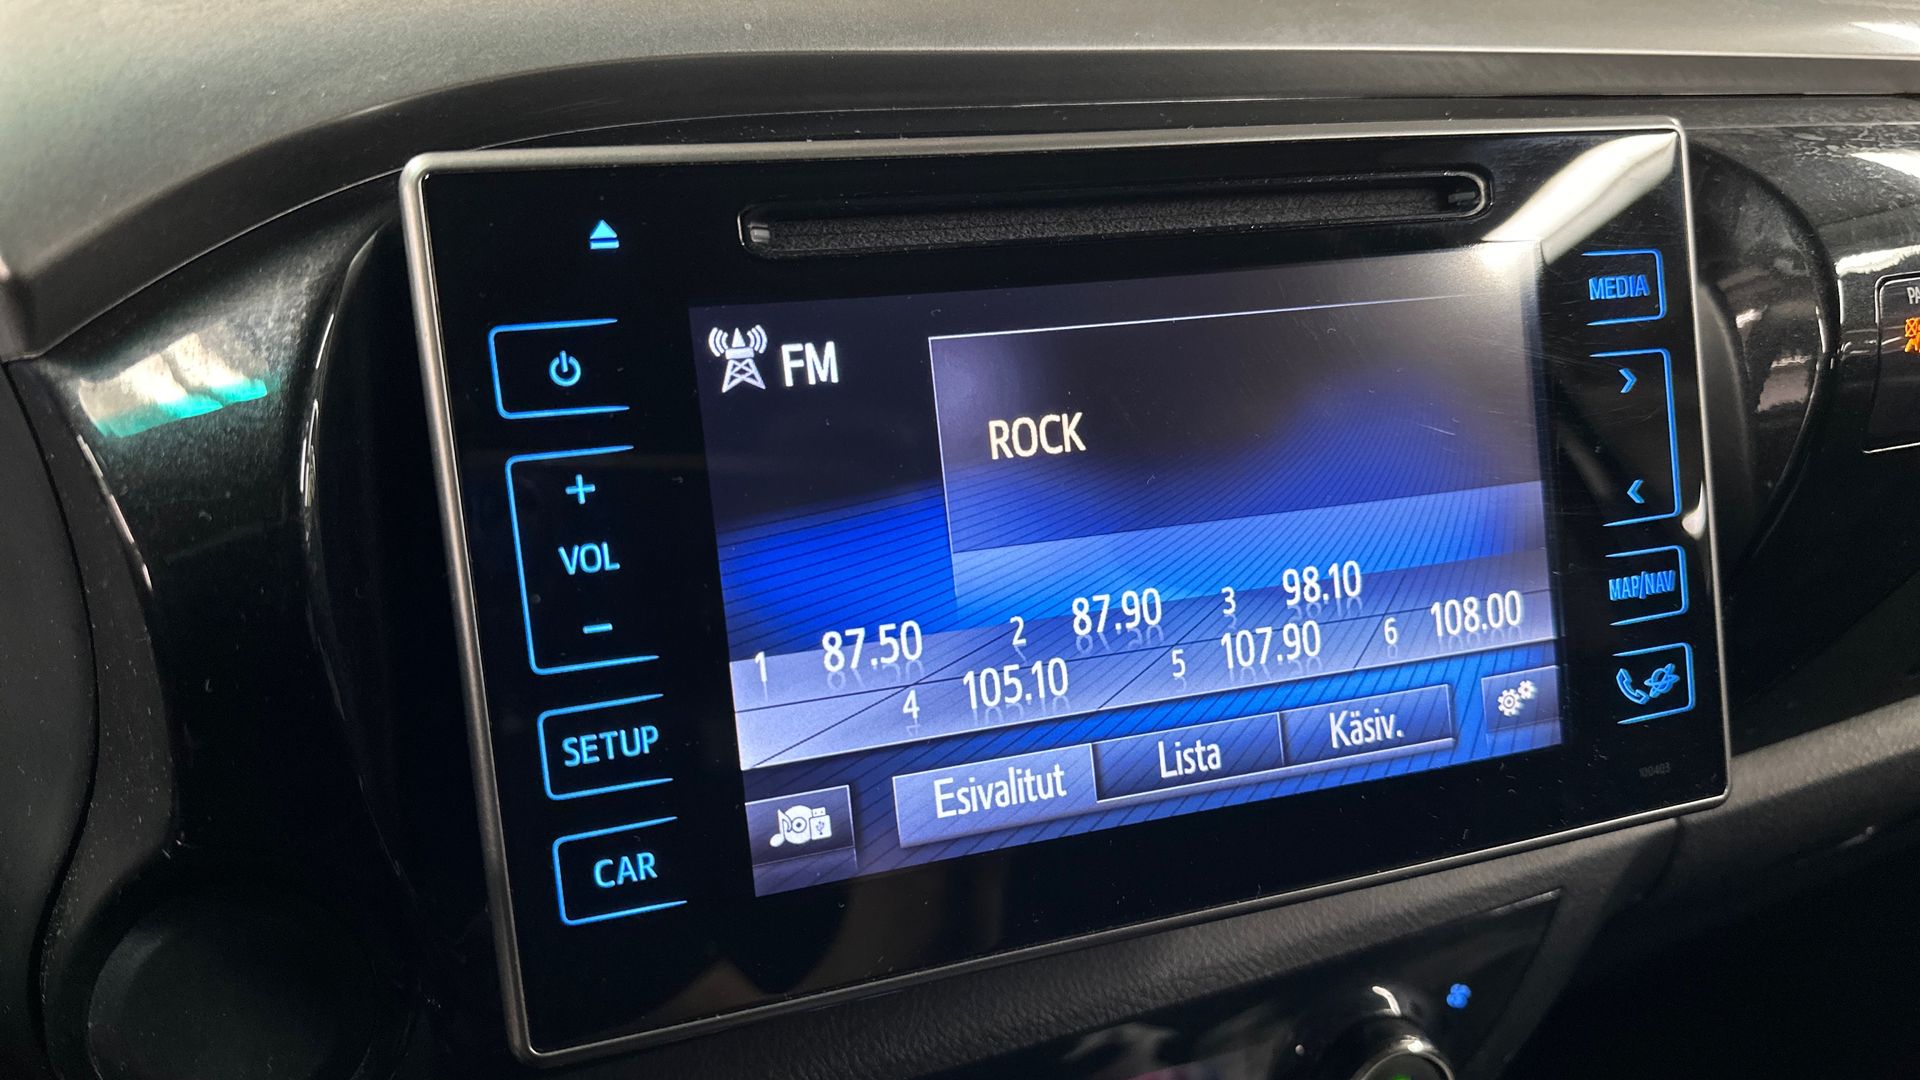 MEDIA
FM
ROCK
VOL
MAP/NAV
1 87.50 2 87.90 3 98.10
4 105.10 5 107.90 6 108.00
SETUP
Esivalitut Lista Käsiv.
100403
CAR